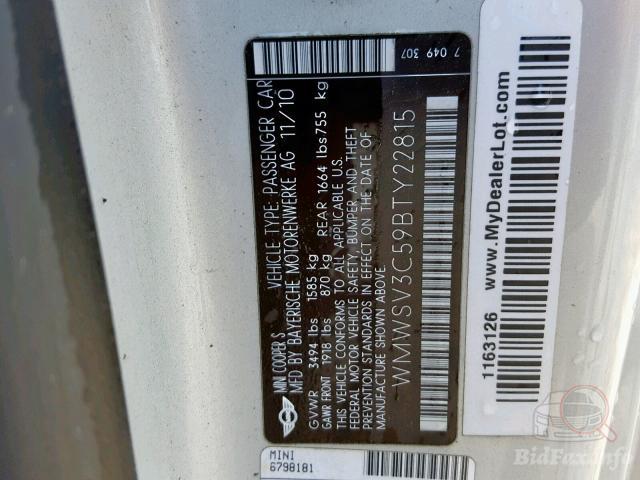 MINI COOPER S VEHICLE TYPE: PASSENGER CAR
MFD BY BAYERISCHE MOTORENWERKE AG 11/10
GVWR 3494 lbs 1585 kg
GAWR FRONT 1918 lbs 870 kg REAR 1664 lbs 755 kg
THIS VEHICLE CONFORMS TO ALL APPLICABLE U.S.
FEDERAL MOTOR VEHICLE SAFETY, BUMPER AND THEFT
PREVENTION STANDARDS IN EFFECT ON THE DATE OF
MANUFACTURE SHOWN ABOVE.
WMWSV3C59BTY22815
7 049 307
MINI
6798181
1163126 www.MyDealerLot.com
BidFax.info